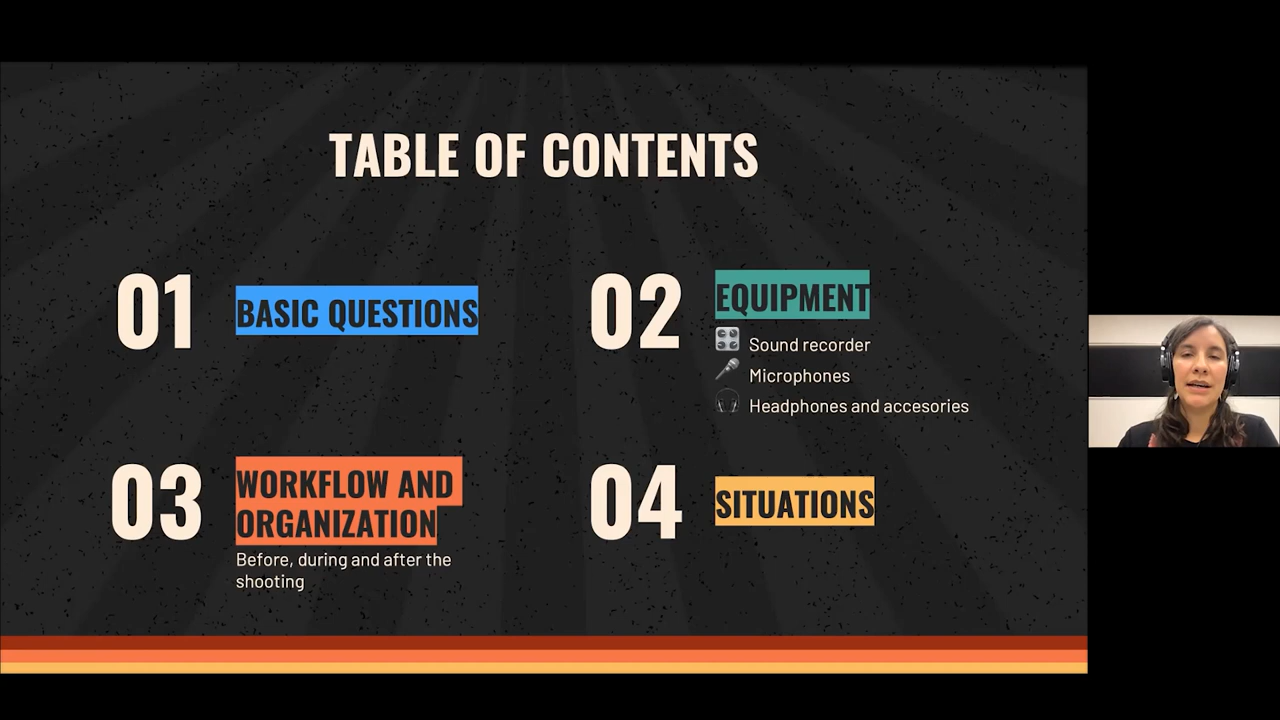 TABLE OF CONTENTS
01
BASIC QUESTIONS
02
EQUIPMENT
Sound recorder
Microphones
Headphones and accesories
03
WORKFLOW AND
ORGANIZATION
Before, during and after the
shooting
04
SITUATIONS